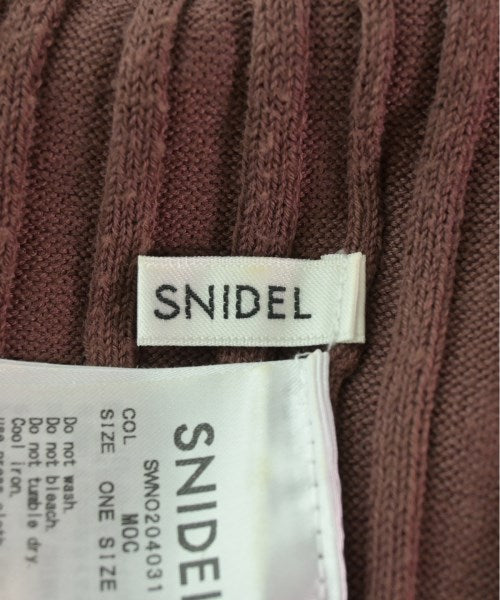 SNIDEL
SNIDEL
SWNO204031
COL MOC
SIZE ONE SIZE
Do not wash.
Do not bleach.
Do not tumble dry.
Cool iron.